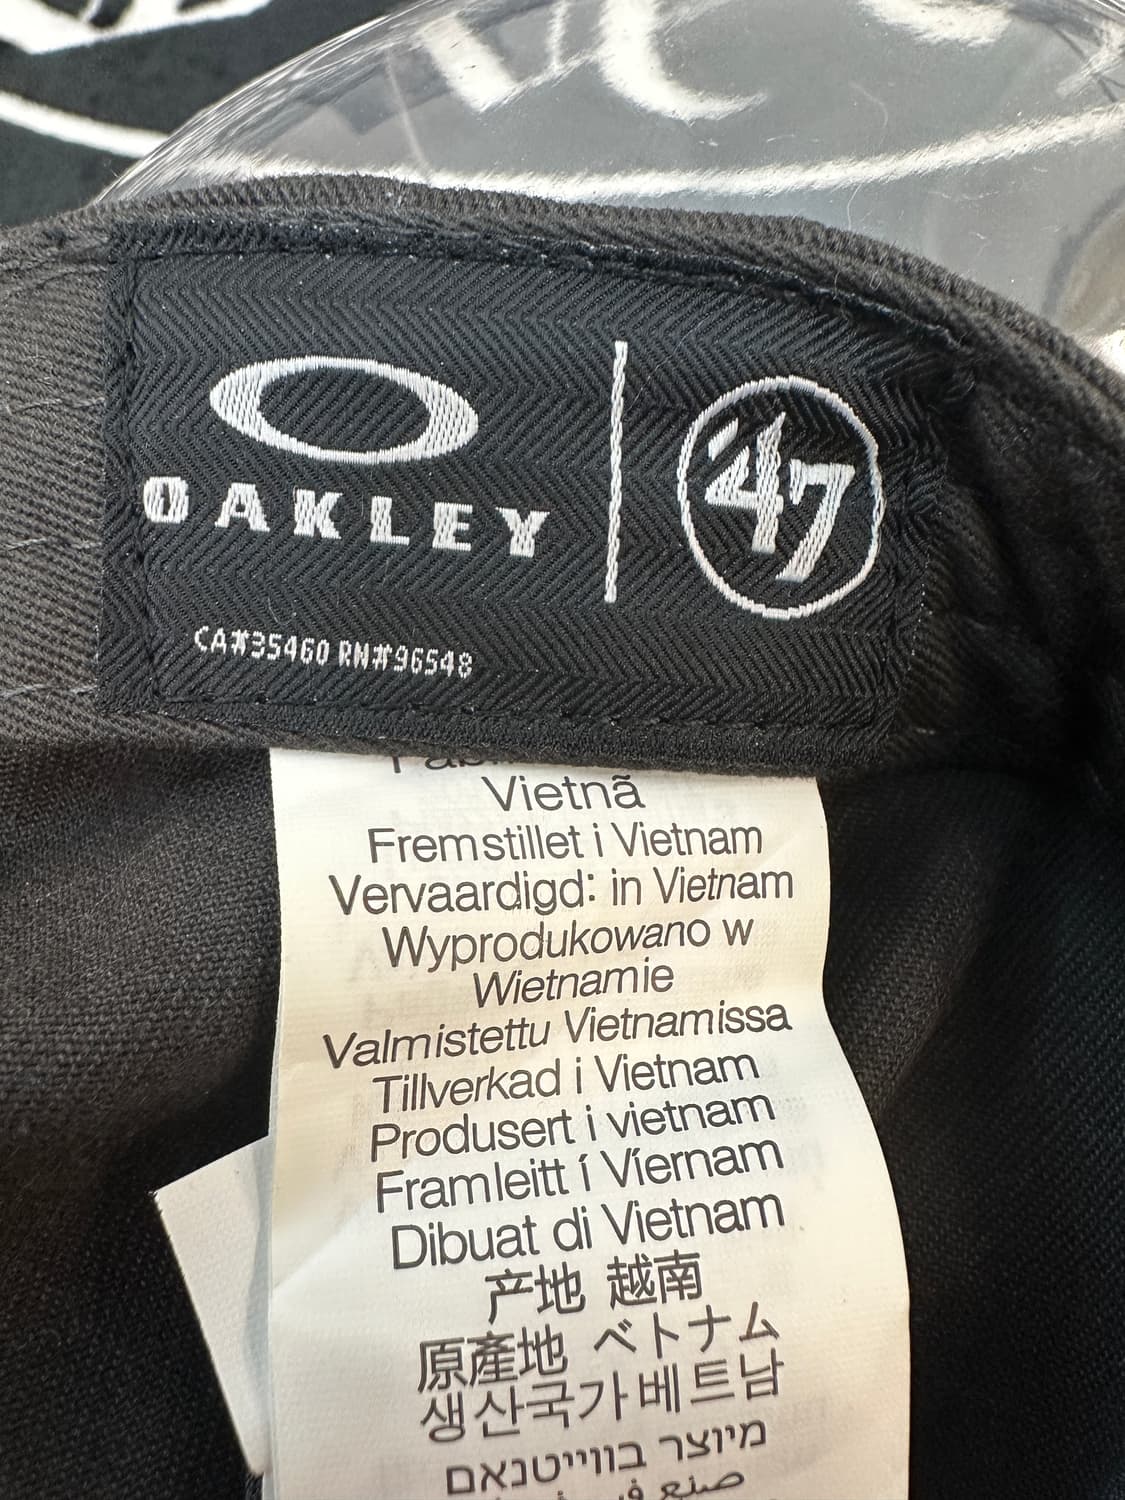 OAKLEY
'47
CA#35460 RN#96548
Vietnã
Fremstillet i Vietnam
Vervaardigd: in Vietnam
Wyprodukowano w
Wietnamie
Valmistettu Vietnamissa
Tillverkad i Vietnam
Produsert i vietnam
Framleitt í Víernam
Dibuat di Vietnam
产地 越南
原産地 ベトナム
생산국가베트남
מיוצר בווייטנאם
صنع